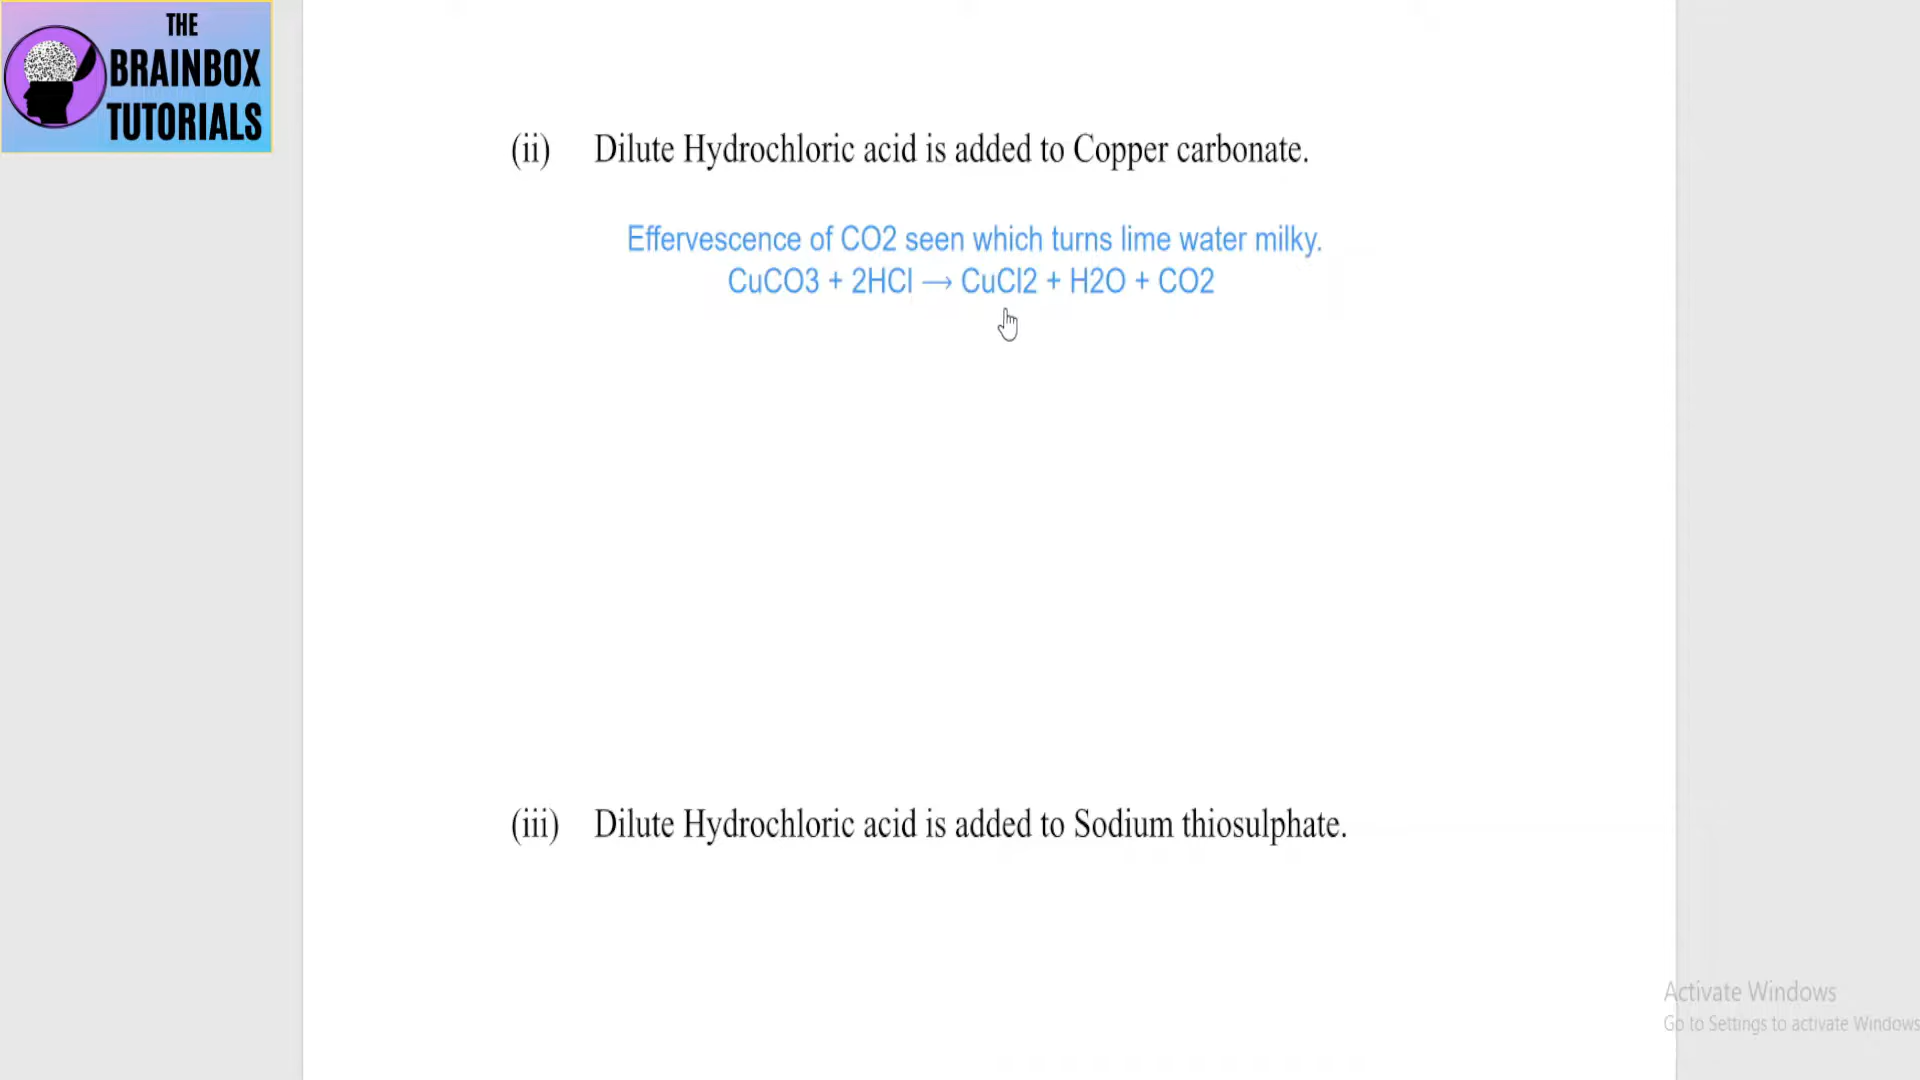 THE
BRAINBOX
TUTORIALS
(ii) Dilute Hydrochloric acid is added to Copper carbonate.
Effervescence of CO2 seen which turns lime water milky.
CuCO3 + 2HCl → CuCl2 + H2O + CO2
(iii) Dilute Hydrochloric acid is added to Sodium thiosulphate.
Activate Windows
Go to Settings to activate Windows